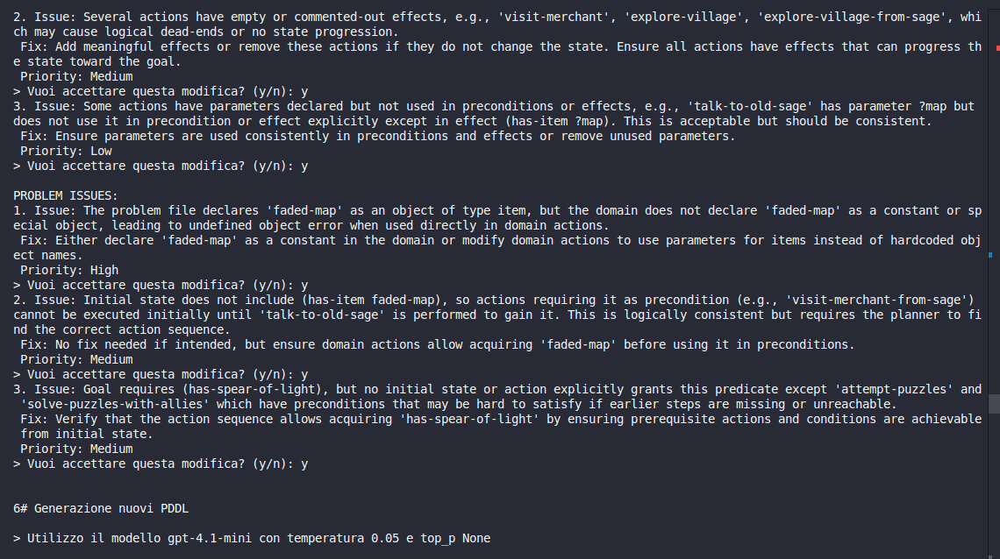 2. Issue: Several actions have empty or commented-out effects, e.g., 'visit-merchant', 'explore-village', 'explore-village-from-sage', whi
ch may cause logical dead-ends or no state progression.
 Fix: Add meaningful effects or remove these actions if they do not change the state. Ensure all actions have effects that can progress th
e state toward the goal.
 Priority: Medium
> Vuoi accettare questa modifica? (y/n): y
3. Issue: Some actions have parameters declared but not used in preconditions or effects, e.g., 'talk-to-old-sage' has parameter ?map but
does not use it in precondition or effect explicitly except in effect (has-item ?map). This is acceptable but should be consistent.
 Fix: Ensure parameters are used consistently in preconditions and effects or remove unused parameters.
 Priority: Low
> Vuoi accettare questa modifica? (y/n): y

PROBLEM ISSUES:
1. Issue: The problem file declares 'faded-map' as an object of type item, but the domain does not declare 'faded-map' as a constant or sp
ecial object, leading to undefined object error when used directly in domain actions.
 Fix: Either declare 'faded-map' as a constant in the domain or modify domain actions to use parameters for items instead of hardcoded obj
ect names.
 Priority: High
> Vuoi accettare questa modifica? (y/n): y
2. Issue: Initial state does not include (has-item faded-map), so actions requiring it as precondition (e.g., 'visit-merchant-from-sage')
cannot be executed initially until 'talk-to-old-sage' is performed to gain it. This is logically consistent but requires the planner to fi
nd the correct action sequence.
 Fix: No fix needed if intended, but ensure domain actions allow acquiring 'faded-map' before using it in preconditions.
 Priority: Medium
> Vuoi accettare questa modifica? (y/n): y
3. Issue: Goal requires (has-spear-of-light), but no initial state or action explicitly grants this predicate except 'attempt-puzzles' and
 'solve-puzzles-with-allies' which have preconditions that may be hard to satisfy if earlier steps are missing or unreachable.
 Fix: Verify that the action sequence allows acquiring 'has-spear-of-light' by ensuring prerequisite actions and conditions are achievable
 from initial state.
 Priority: Medium
> Vuoi accettare questa modifica? (y/n): y

6# Generazione nuovi PDDL

> Utilizzo il modello gpt-4.1-mini con temperatura 0.05 e top_p None